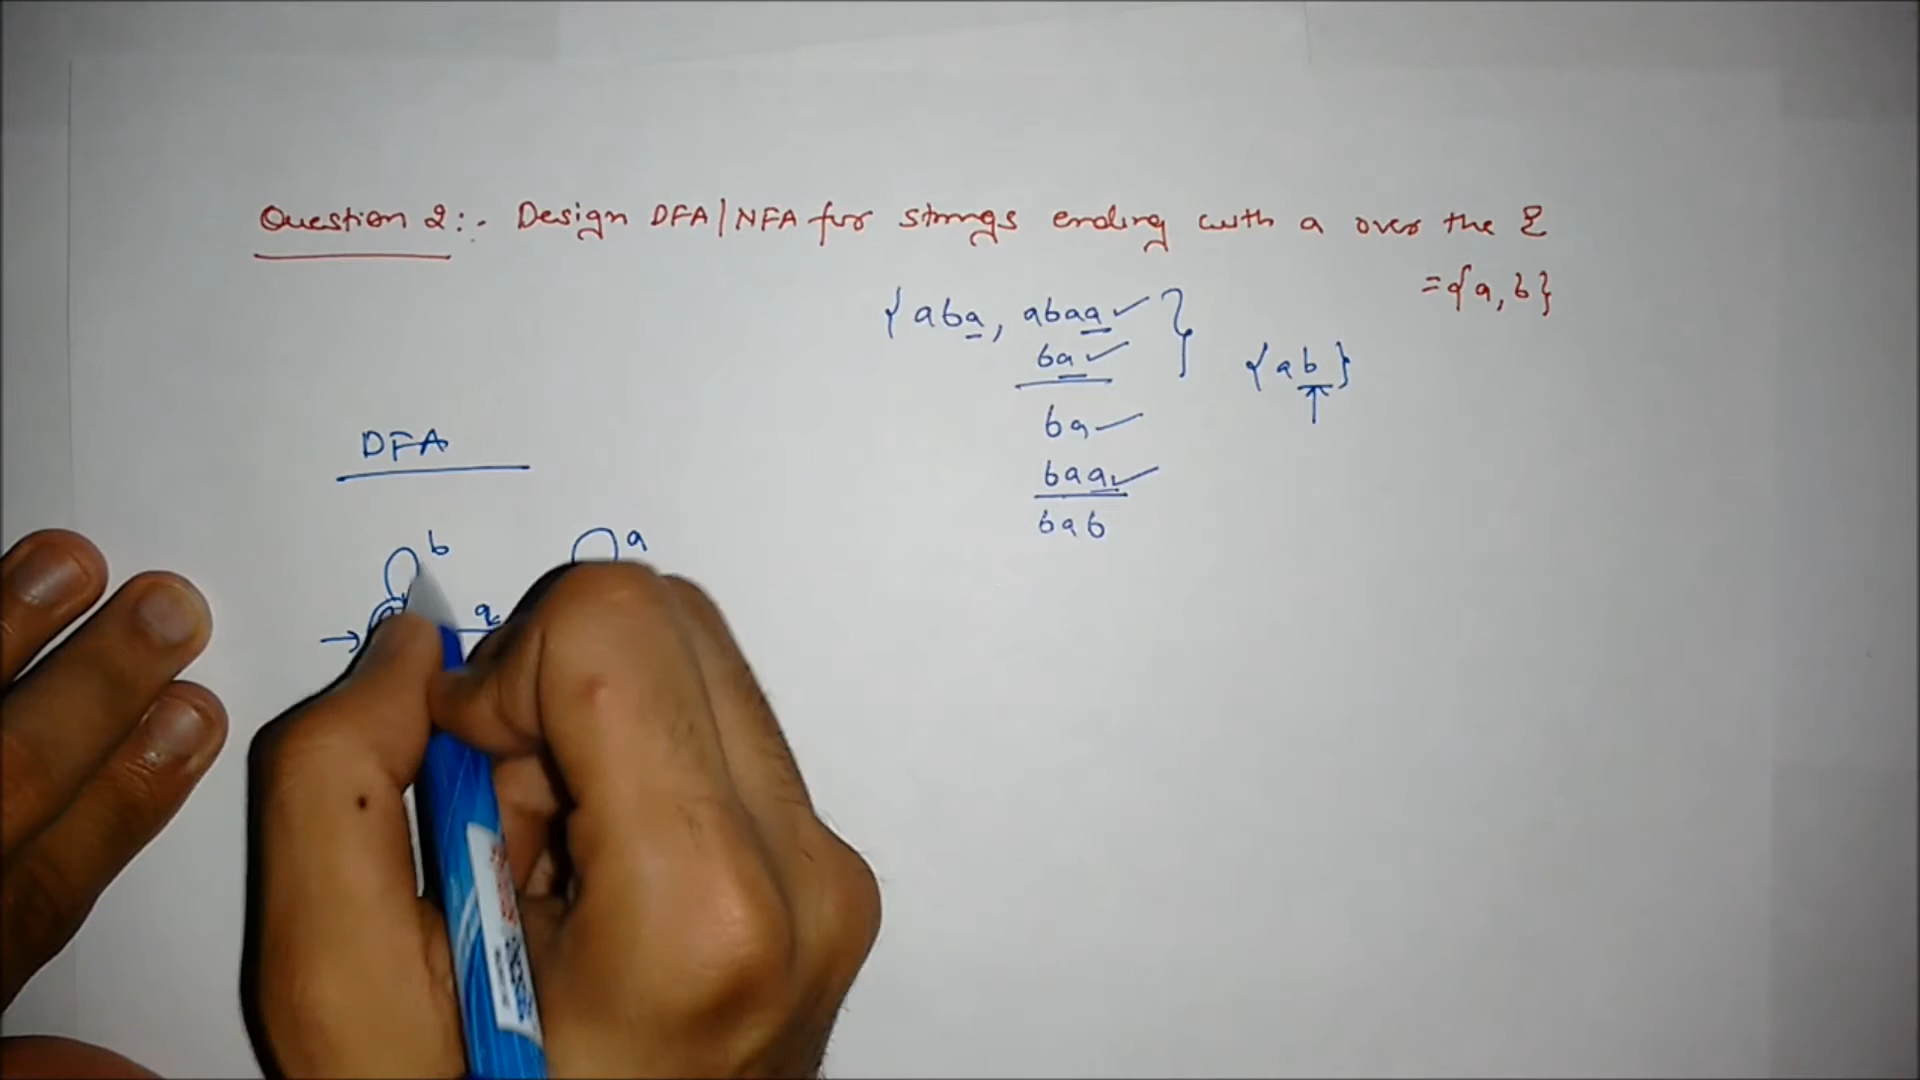 Question 2:- Design DFA/NFA for strings ending with a over the Σ
= {a, b}
{aba, abaa }
ba
{ab}
ba
baa
bab
DFA
b
a
a